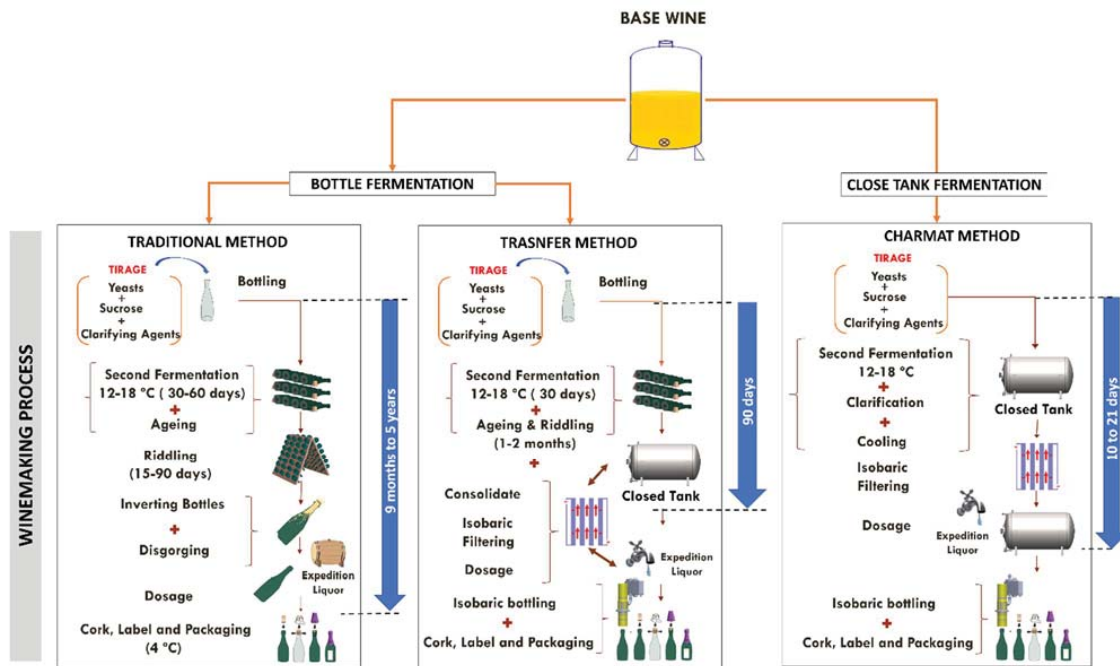 BASE WINE
BOTTLE FERMENTATION
CLOSE TANK FERMENTATION
WINEMAKING PROCESS
TRADITIONAL METHOD
TIRAGE
Yeasts
+
Sucrose
+
Clarifying Agents
Bottling
Second Fermentation
12-18 °C ( 30-60 days)
+
Ageing
Riddling
(15-90 days)
Inverting Bottles
+
Disgorging
Expedition
Liquor
Dosage
Cork, Label and Packaging
(4 °C)
9 months to 5 years
TRASNFER METHOD
TIRAGE
Yeasts
+
Sucrose
+
Clarifying Agents
Bottling
Second Fermentation
12-18 °C ( 30 days)
+
Ageing & Riddling
(1-2 months)
+
Closed Tank
Consolidate
Isobaric
Filtering
Dosage
Expedition
Liquor
Isobaric bottling
+
Cork, Label and Packaging
90 days
CHARMAT METHOD
TIRAGE
Yeasts
+
Sucrose
+
Clarifying Agents
Second Fermentation
12-18 °C
+
Clarification
+
Cooling
Closed Tank
Isobaric
Filtering
Dosage
Expedition
Liquor
Isobaric bottling
+
Cork, Label and Packaging
10 to 21 days